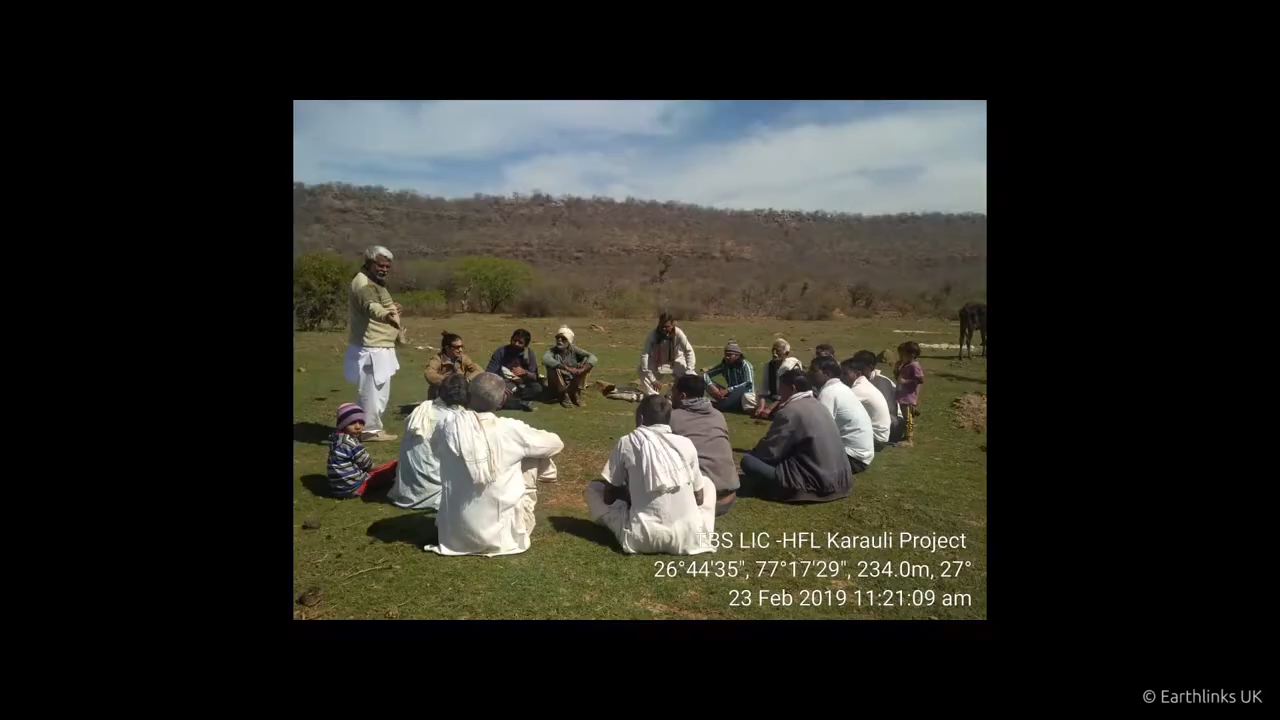 TBS LIC -HFL Karauli Project
26°44'35", 77°17'29", 234.0m, 27°
23 Feb 2019 11:21:09 am
© Earthlinks UK